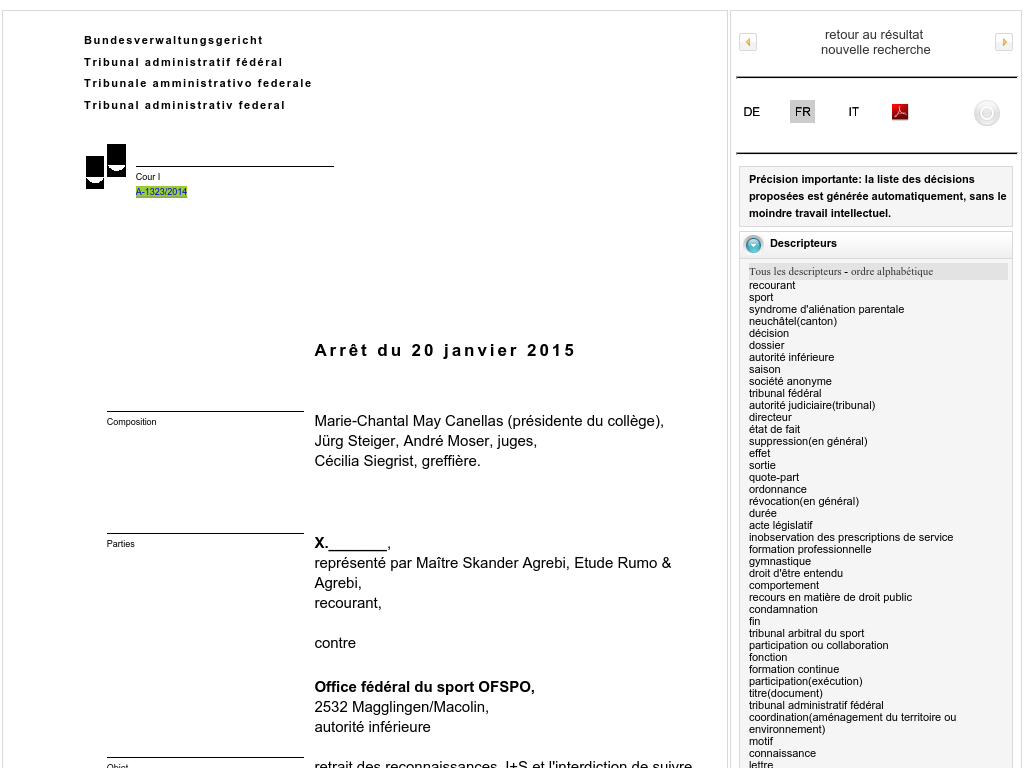 Bundesverwaltungsgericht
Tribunal administratif fédéral
Tribunale amministrativo federale
Tribunal administrativ federal
Cour I
A-1323/2014
Arrêt du 20 janvier 2015
Composition
Marie-Chantal May Canellas (présidente du collège),
Jürg Steiger, André Moser, juges,
Cécilia Siegrist, greffière.
Parties
X._______,
représenté par Maître Skander Agrebi, Etude Rumo &
Agrebi,
recourant,
contre
Office fédéral du sport OFSPO,
2532 Magglingen/Macolin,
autorité inférieure
Objet
retrait des reconnaissances J+S et l'interdiction de suivre
retour au résultat
nouvelle recherche
DE
FR
IT
Précision importante: la liste des décisions
proposées est générée automatiquement, sans le
moindre travail intellectuel.
Descripteurs
Tous les descripteurs - ordre alphabétique
recourant
sport
syndrome d'aliénation parentale
neuchâtel(canton)
décision
dossier
autorité inférieure
saison
société anonyme
tribunal fédéral
autorité judiciaire(tribunal)
directeur
état de fait
suppression(en général)
effet
sortie
quote-part
ordonnance
révocation(en général)
durée
acte législatif
inobservation des prescriptions de service
formation professionnelle
gymnastique
droit d'être entendu
comportement
recours en matière de droit public
condamnation
fin
tribunal arbitral du sport
participation ou collaboration
fonction
formation continue
participation(exécution)
titre(document)
tribunal administratif fédéral
coordination(aménagement du territoire ou
environnement)
motif
connaissance
lettre